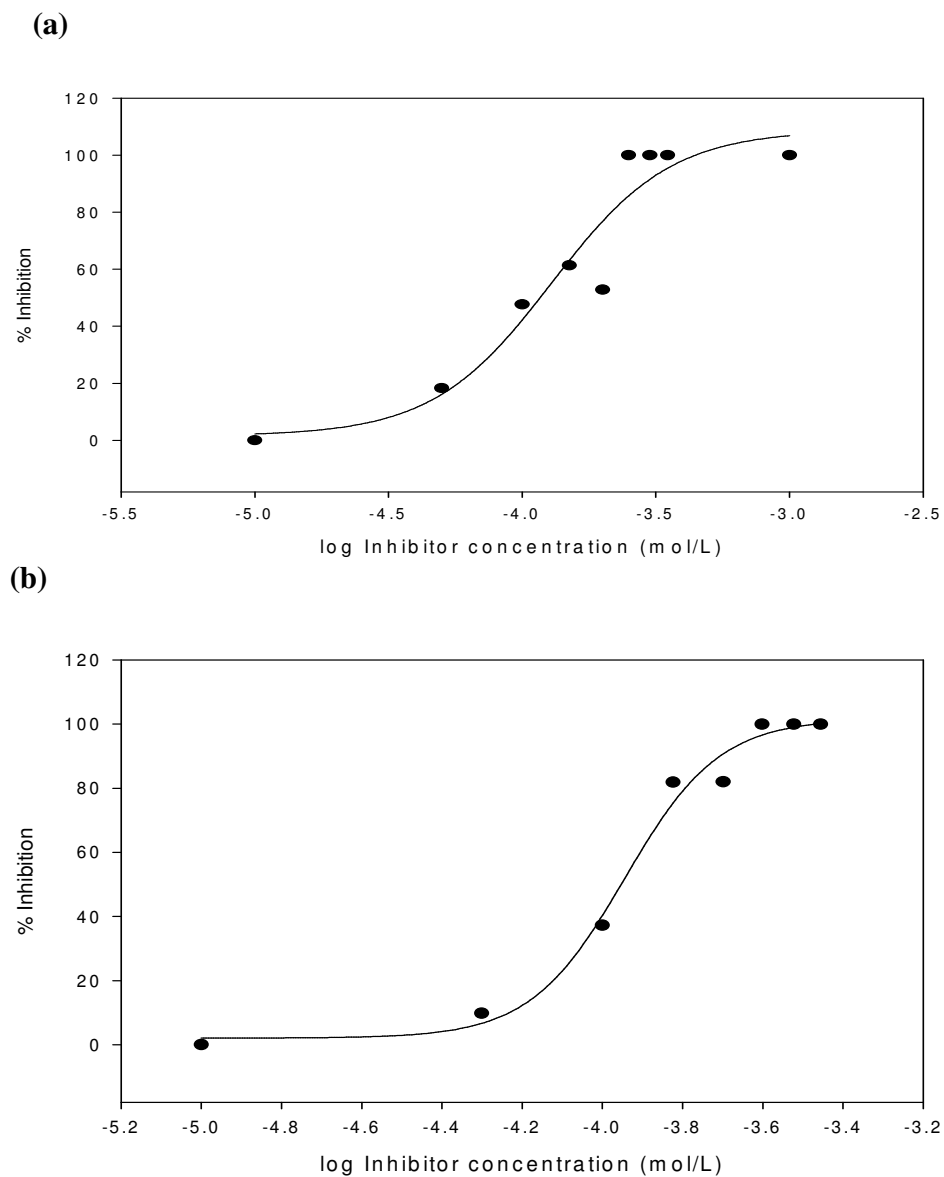 (a)
120
100
80
60
40
20
0
% Inhibition
-5.5 -5.0 -4.5 -4.0 -3.5 -3.0 -2.5
log Inhibitor concentration (mol/L)
(b)
120
100
80
60
40
20
0
% Inhibition
-5.2 -5.0 -4.8 -4.6 -4.4 -4.2 -4.0 -3.8 -3.6 -3.4 -3.2
log Inhibitor concentration (mol/L)